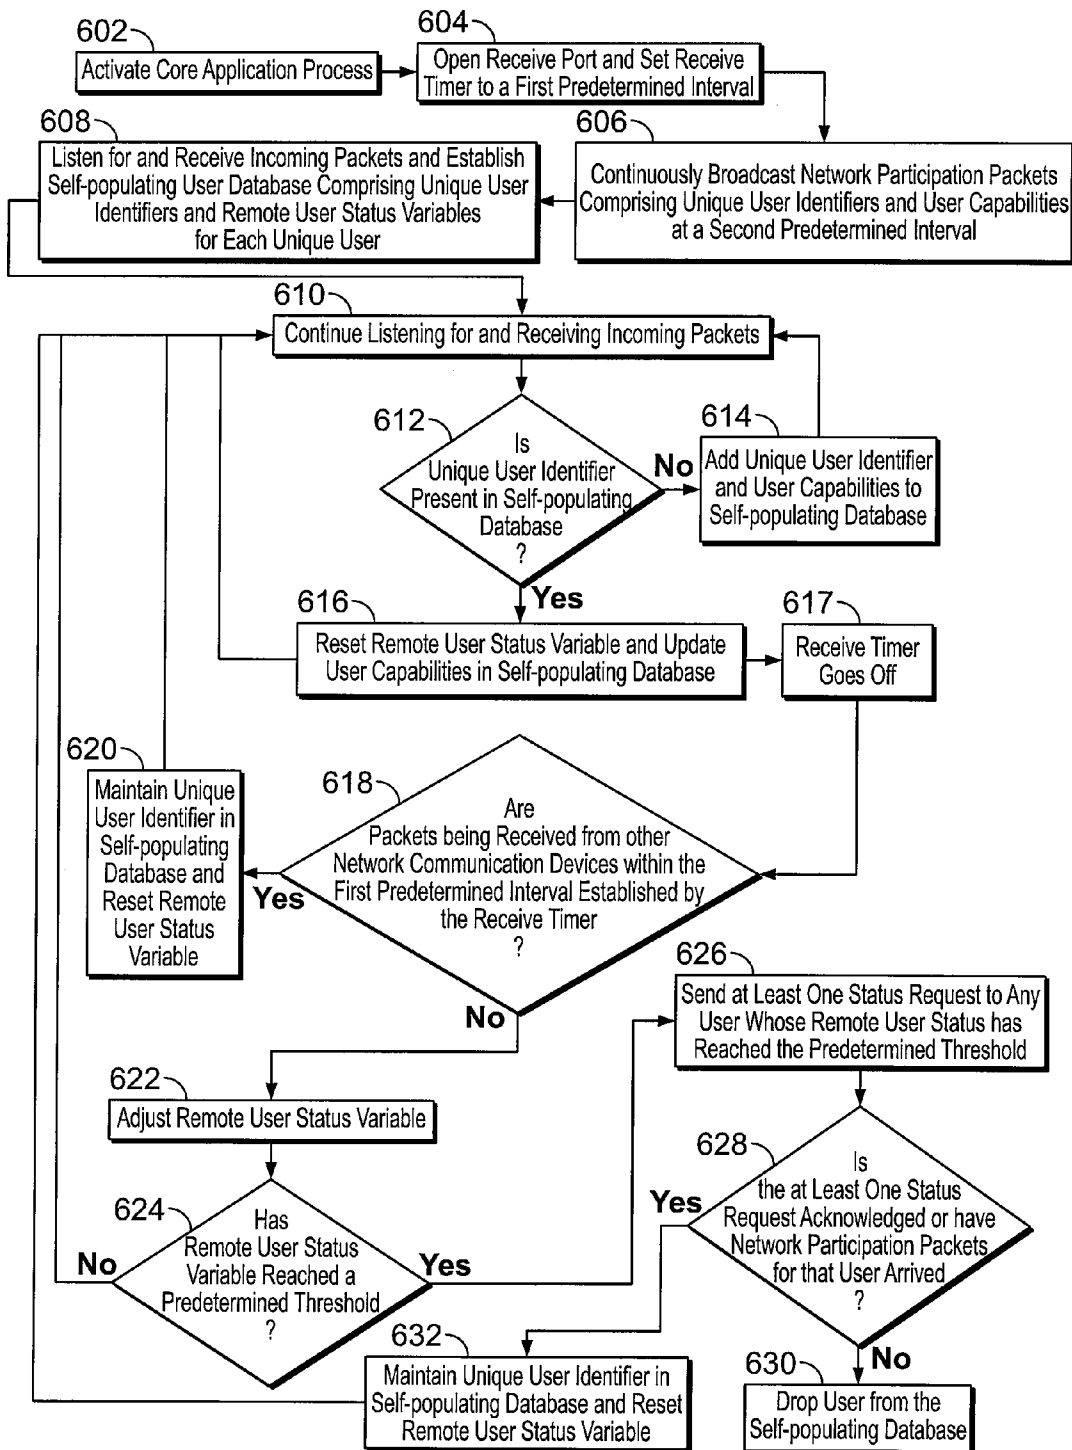 602
Activate Core Application Process
604
Open Receive Port and Set Receive
Timer to a First Predetermined Interval
606
Continuously Broadcast Network Participation Packets
Comprising Unique User Identifiers and User Capabilities
at a Second Predetermined Interval
608
Listen for and Receive Incoming Packets and Establish
Self-populating User Database Comprising Unique User
Identifiers and Remote User Status Variables
for Each Unique User
610
Continue Listening for and Receiving Incoming Packets
612
Is
Unique User Identifier
Present in Self-populating
Database
?
No
614
Add Unique User Identifier
and User Capabilities to
Self-populating Database
Yes
616
Reset Remote User Status Variable and Update
User Capabilities in Self-populating Database
617
Receive Timer
Goes Off
618
Are
Packets being Received from other
Network Communication Devices within the
First Predetermined Interval Established by
the Receive Timer
?
Yes
620
Maintain Unique
User Identifier in
Self-populating
Database and
Reset Remote
User Status
Variable
No
622
Adjust Remote User Status Variable
624
Has
Remote User Status
Variable Reached a
Predetermined Threshold
?
No
Yes
626
Send at Least One Status Request to Any
User Whose Remote User Status has
Reached the Predetermined Threshold
628
Is
the at Least One Status
Request Acknowledged or have
Network Participation Packets
for that User Arrived
?
Yes
632
Maintain Unique User Identifier in
Self-populating Database and Reset
Remote User Status Variable
No
630
Drop User from the
Self-populating Database